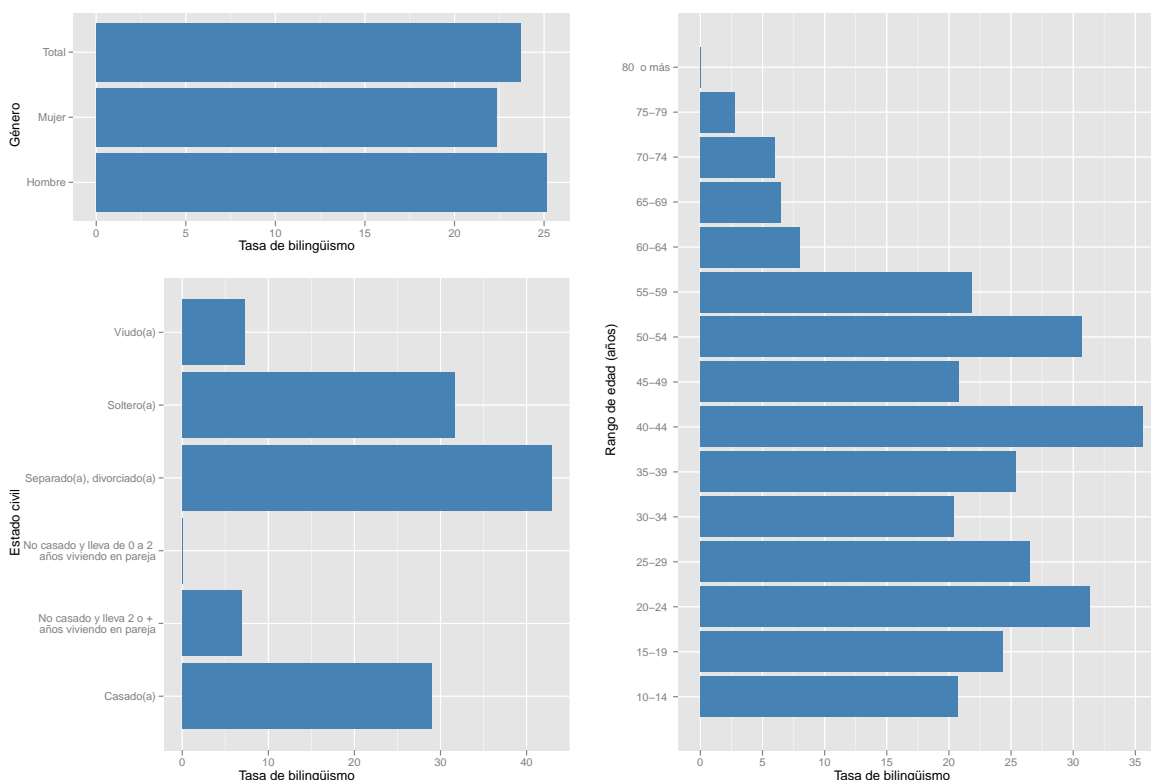 Género
Total
Mujer
Hombre
0 5 10 15 20 25
Tasa de bilingüismo
Estado civil
Viudo(a)
Soltero(a)
Separado(a), divorciado(a)
No casado y lleva de 0 a 2
años viviendo en pareja
No casado y lleva 2 o +
años viviendo en pareja
Casado(a)
0 10 20 30 40
Tasa de bilingüismo
Rango de edad (años)
80 o más
75−79
70−74
65−69
60−64
55−59
50−54
45−49
40−44
35−39
30−34
25−29
20−24
15−19
10−14
0 5 10 15 20 25 30 35
Tasa de bilingüismo